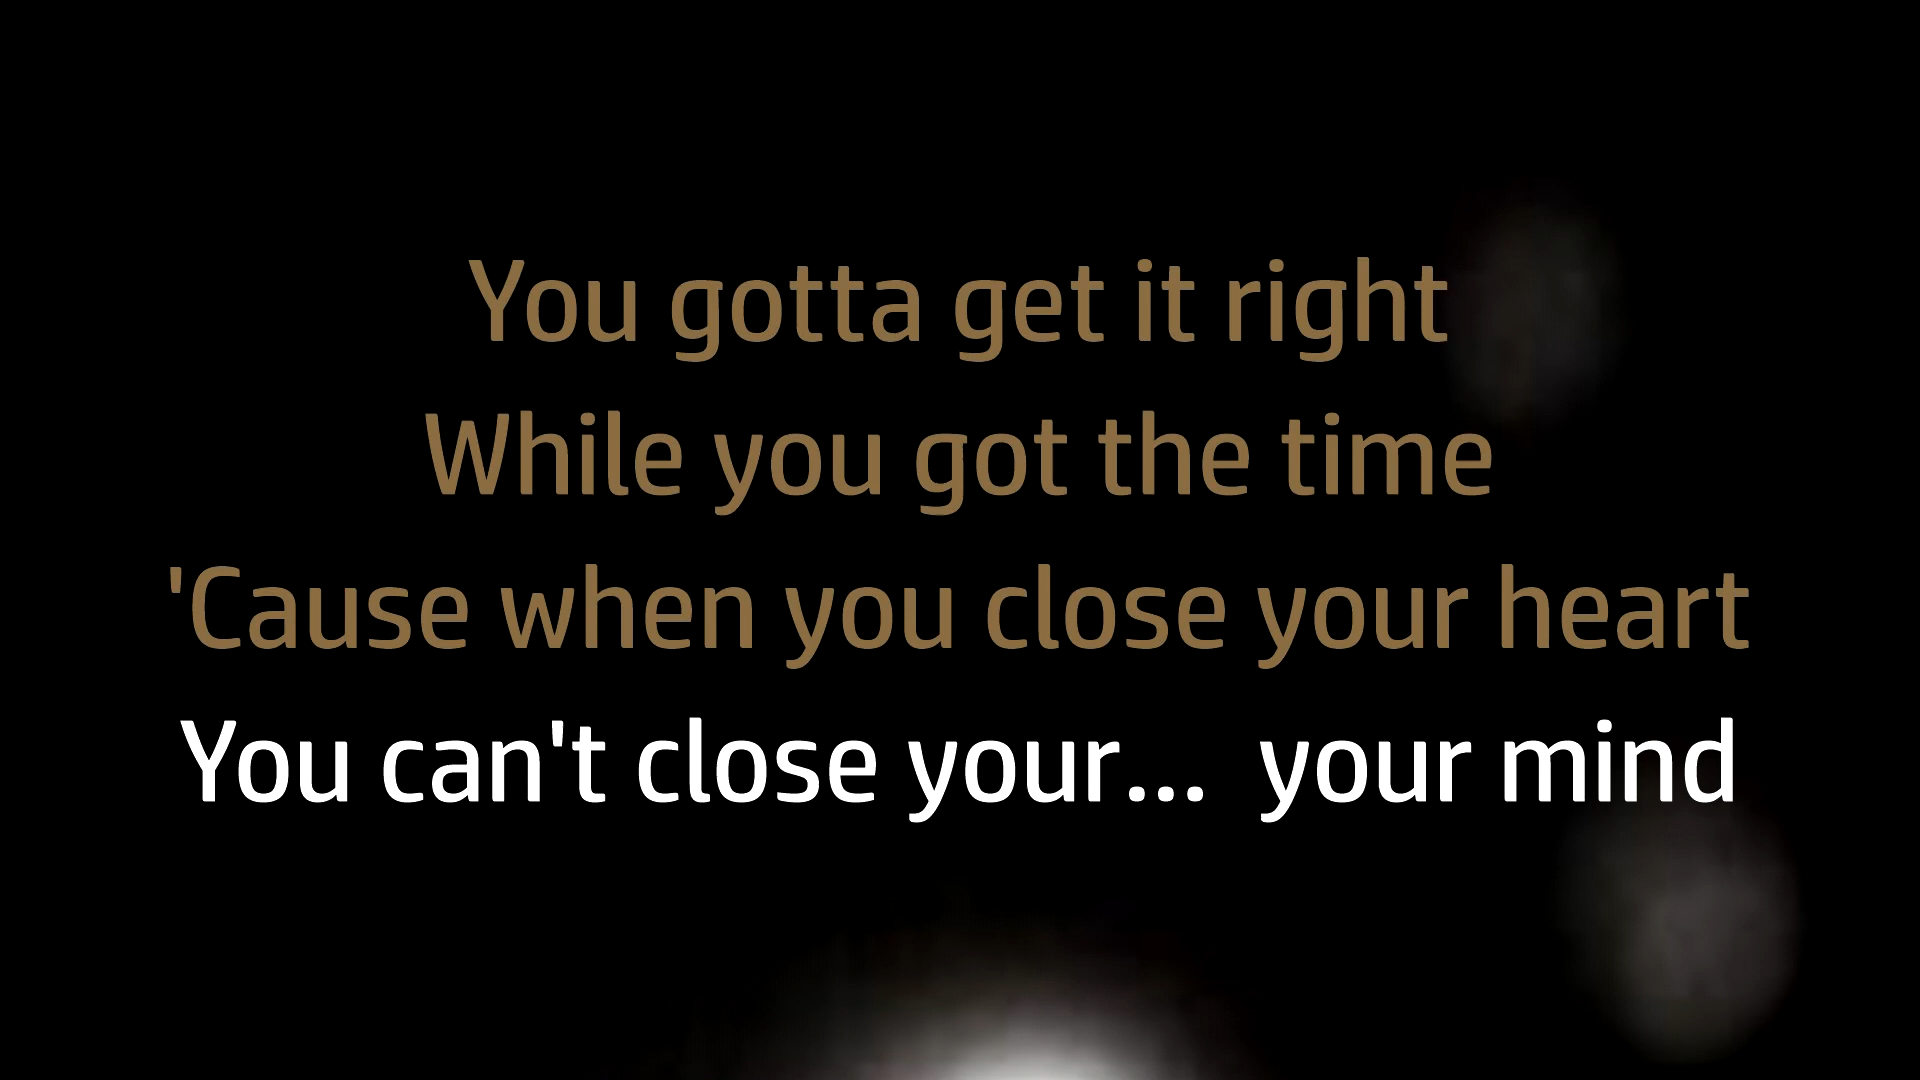 You gotta get it right
While you got the time
'Cause when you close your heart
You can't close your...  your mind